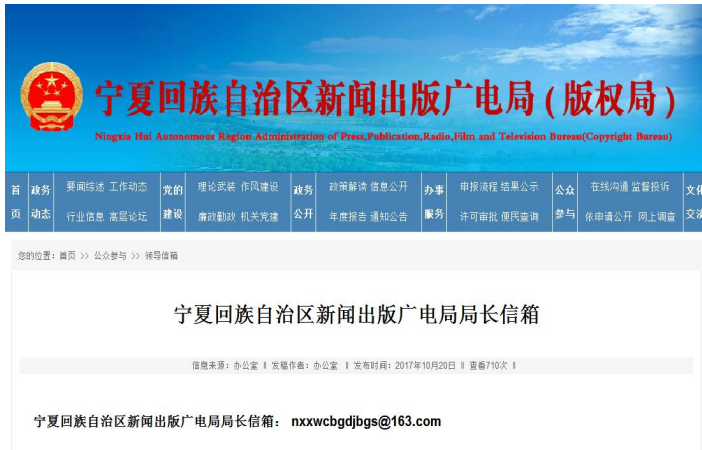 宁夏回族自治区新闻出版广电局(版权局)
Ningxia Hui Autonomous Region Administration of Press,Publication,Radio,Film and Television Bureau(Copyright Bureau)
首 政务 要闻综述 工作动态 党的 理论武装 作风建设 政务 政策解读 信息公开 办事 申报流程 结果公示 公众 在线沟通 监督投诉 文化
页 动态 行业信息 高层论坛 建设 廉政勤政 机关党建 公开 年度报告 通知公告 服务 许可审批 便民查询 参与 依申请公开 网上调查 交流
您的位置：首页 >> 公众参与 >> 领导信箱
宁夏回族自治区新闻出版广电局局长信箱
信息来源：办公室 ‖ 发稿作者：办公室 ‖ 发布时间：2017年10月20日 ‖ 查看710次 ‖
宁夏回族自治区新闻出版广电局局长信箱： nxxwcbgdjbgs@163.com